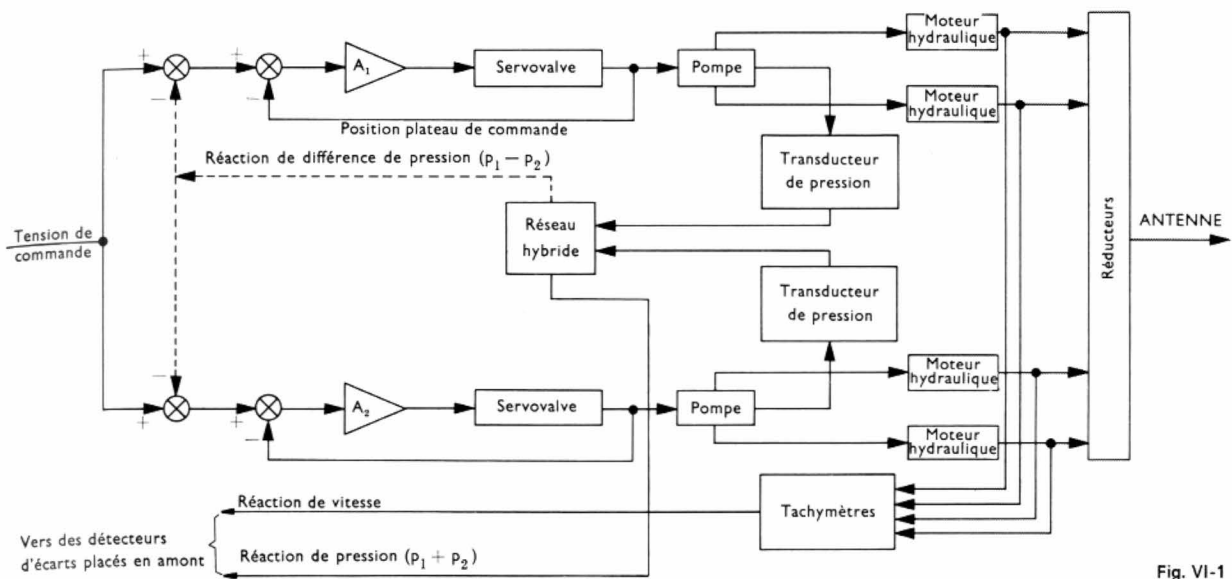 Moteur
hydraulique
+
+
A₁
Servovalve
Pompe
−
−
Moteur
hydraulique
Position plateau de commande
Réaction de différence de pression (p₁ − p₂)
Transducteur
de pression
Tension de
commande
Réseau
hybride
Réducteurs
ANTENNE
Transducteur
de pression
−
Moteur
hydraulique
+
+
A₂
Servovalve
Pompe
−
Moteur
hydraulique
Réaction de vitesse
Tachymètres
Vers des détecteurs
d'écarts placés en amont
Réaction de pression (p₁ + p₂)
Fig. VI-1